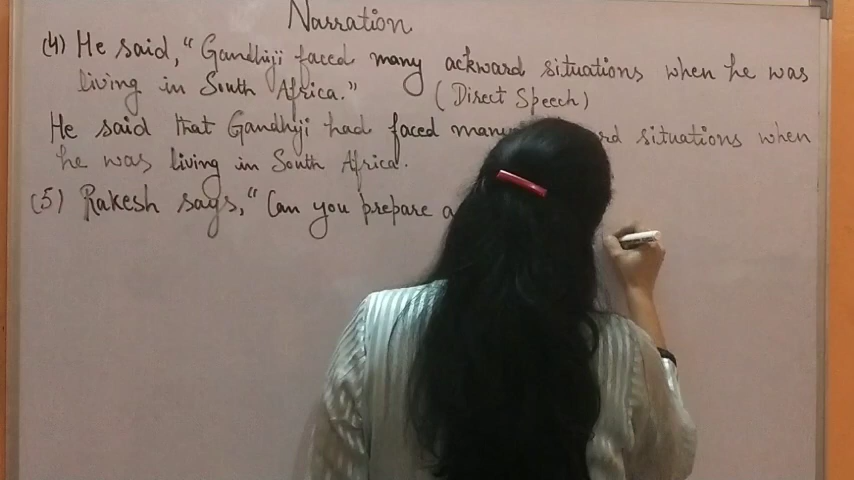 Narration
(4) He said, "Gandhiji faced many ackward situations when he was
living in South Africa." (Direct Speech)
He said that Gandhiji had faced many situations when
he was living in South Africa.
(5) Rakesh says, "Can you prepare a